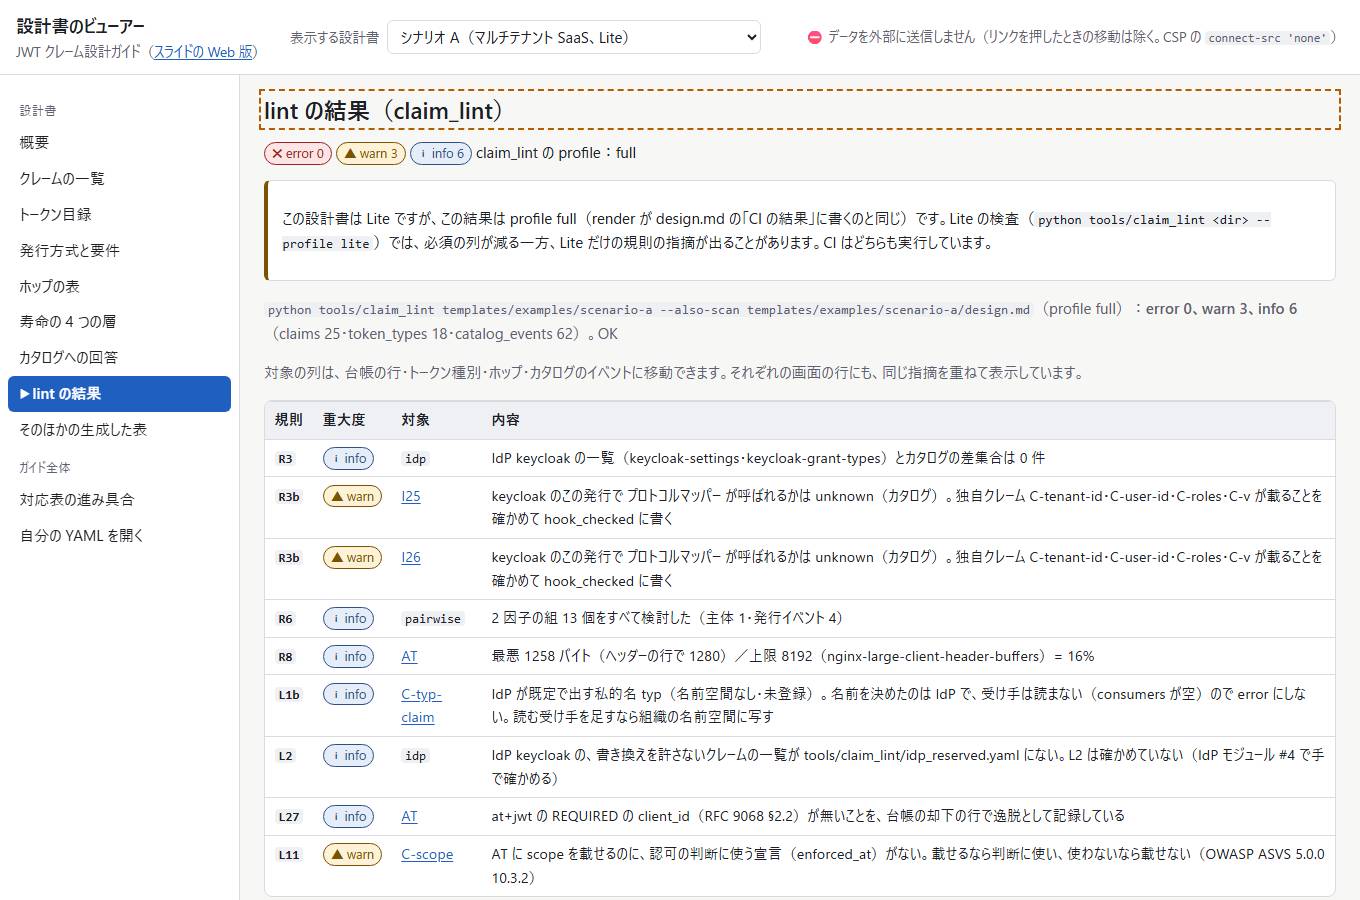 設計書のビューアー
JWT クレーム設計ガイド（スライドの Web 版）
表示する設計書 シナリオ A（マルチテナント SaaS、Lite）
データを外部に送信しません（リンクを押したときの移動は除く。CSP の connect-src 'none'）
設計書
概要
クレームの一覧
トークン目録
発行方式と要件
ホップの表
寿命の 4 つの層
カタログへの回答
▶lint の結果
そのほかの生成した表
ガイド全体
対応表の進み具合
自分の YAML を開く
lint の結果（claim_lint）
✕ error 0 ▲ warn 3 i info 6 claim_lint の profile：full
この設計書は Lite ですが、この結果は profile full（render が design.md の「CI の結果」に書くのと同じ）です。Lite の検査（ python tools/claim_lint <dir> --
profile lite ）では、必須の列が減る一方、Lite だけの規則の指摘が出ることがあります。CI はどちらも実行しています。
python tools/claim_lint templates/examples/scenario-a --also-scan templates/examples/scenario-a/design.md （profile full）：error 0、warn 3、info 6
（claims 25・token_types 18・catalog_events 62）。OK
対象の列は、台帳の行・トークン種別・ホップ・カタログのイベントに移動できます。それぞれの画面の行にも、同じ指摘を重ねて表示しています。
規則 重大度 対象 内容
R3 i info idp IdP keycloak の一覧（keycloak-settings・keycloak-grant-types）とカタログの差集合は 0 件
R3b ▲ warn I25 keycloak のこの発行で プロトコルマッパー が呼ばれるかは unknown（カタログ）。独自クレーム C-tenant-id・C-user-id・C-roles・C-v が載ることを
確かめて hook_checked に書く
R3b ▲ warn I26 keycloak のこの発行で プロトコルマッパー が呼ばれるかは unknown（カタログ）。独自クレーム C-tenant-id・C-user-id・C-roles・C-v が載ることを
確かめて hook_checked に書く
R6 i info pairwise 2 因子の組 13 個をすべて検討した（主体 1・発行イベント 4）
R8 i info AT 最悪 1258 バイト（ヘッダーの行で 1280）／上限 8192（nginx-large-client-header-buffers）= 16%
L1b i info C-typ- IdP が既定で出す私的名 typ（名前空間なし・未登録）。名前を決めたのは IdP で、受け手は読まない（consumers が空）ので error にしな
claim い。読む受け手を足すなら組織の名前空間に写す
L2 i info idp IdP keycloak の、書き換えを許さないクレームの一覧が tools/claim_lint/idp_reserved.yaml にない。L2 は確かめていない（IdP モジュール #4 で手
で確かめる）
L27 i info AT at+jwt の REQUIRED の client_id（RFC 9068 §2.2）が無いことを、台帳の却下の行で逸脱として記録している
L11 ▲ warn C-scope AT に scope を載せるのに、認可の判断に使う宣言（enforced_at）がない。載せるなら判断に使い、使わないなら載せない（OWASP ASVS 5.0.0
10.3.2）